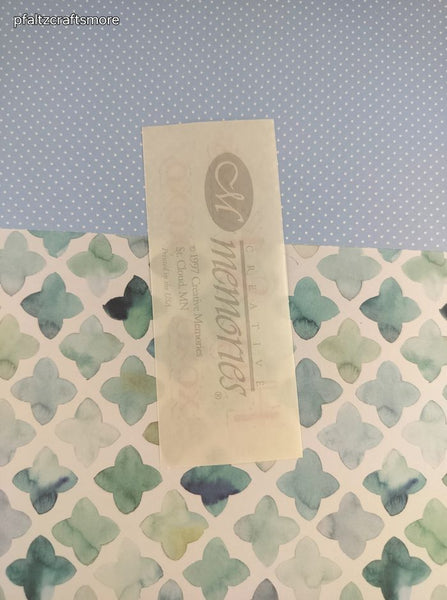 pfaltzcraftsmore
CM
CREATIVE
memories®
©1997 Creative Memories
St. Cloud, MN
Printed in the USA